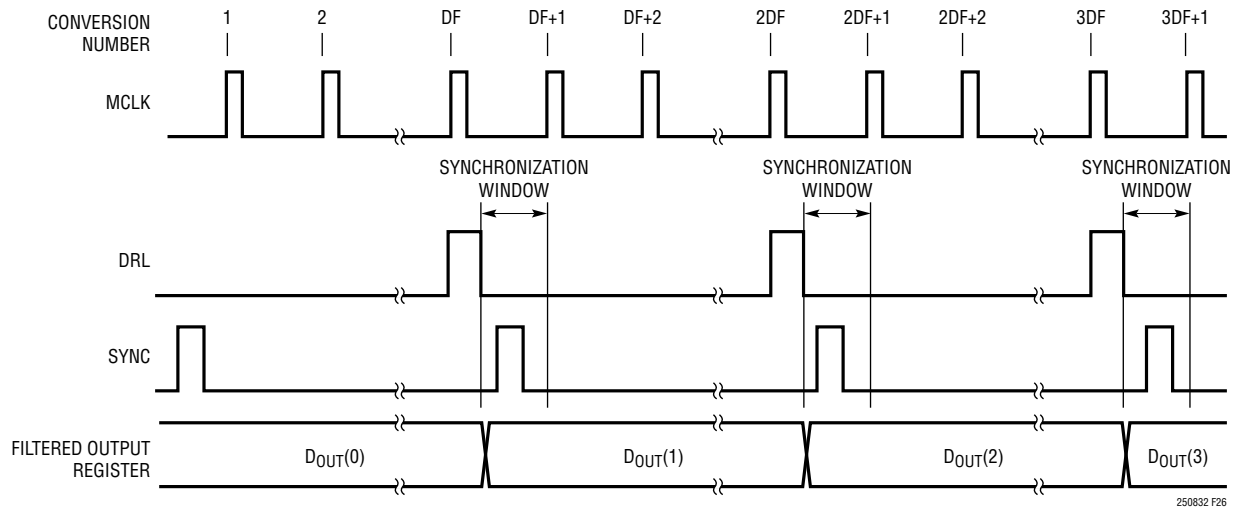 CONVERSION
NUMBER
1 2 DF DF+1 DF+2 2DF 2DF+1 2DF+2 3DF 3DF+1
MCLK
SYNCHRONIZATION
WINDOW
SYNCHRONIZATION
WINDOW
SYNCHRONIZATION
WINDOW
DRL
SYNC
FILTERED OUTPUT
REGISTER
DOUT(0) DOUT(1) DOUT(2) DOUT(3)
250832 F26